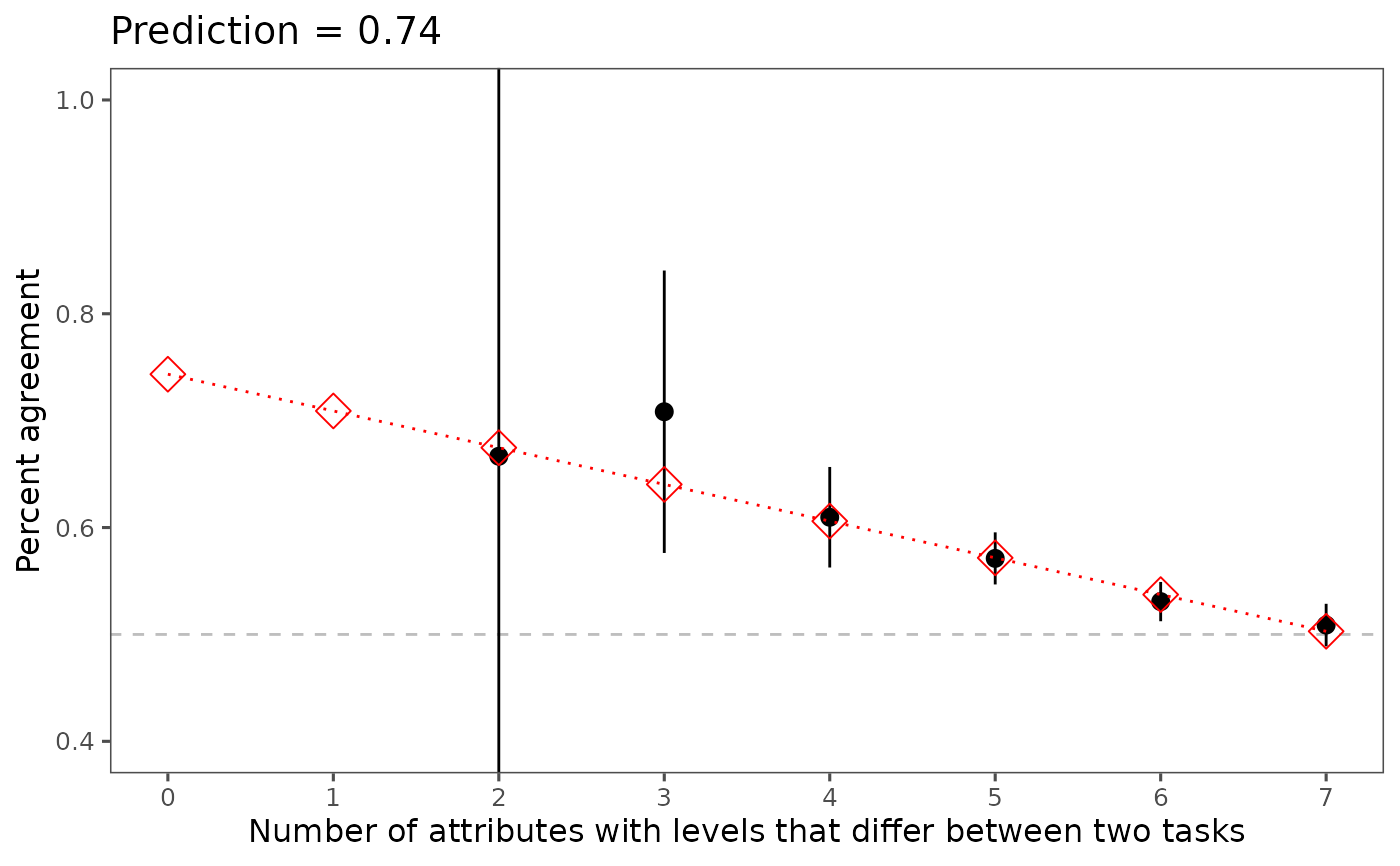 Prediction = 0.74
1.0
0.8
0.6
0.4
Percent agreement
0 1 2 3 4 5 6 7
Number of attributes with levels that differ between two tasks